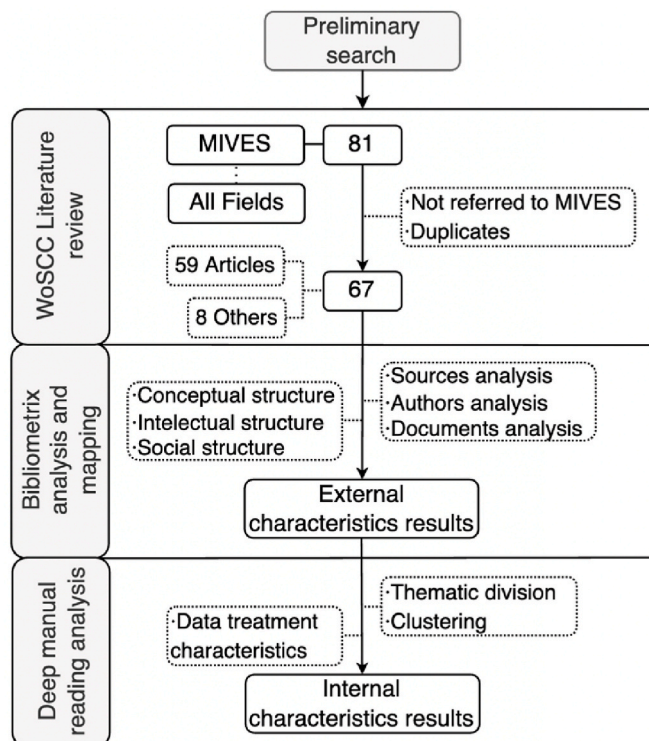 Preliminary
search
WoSCC Literature
review
MIVES
81
All Fields
·Not referred to MIVES
·Duplicates
59 Articles
8 Others
67
Bibliometrix
analysis and
mapping
·Conceptual structure
·Intelectual structure
·Social structure
·Sources analysis
·Authors analysis
·Documents analysis
External
characteristics results
Deep manual
reading analysis
·Thematic division
·Clustering
·Data treatment
characteristics
Internal
characteristics results